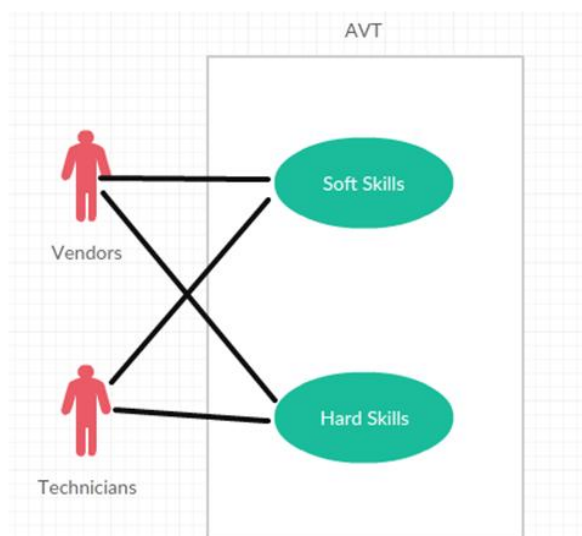 AVT
Soft Skills
Vendors
Hard Skills
Technicians